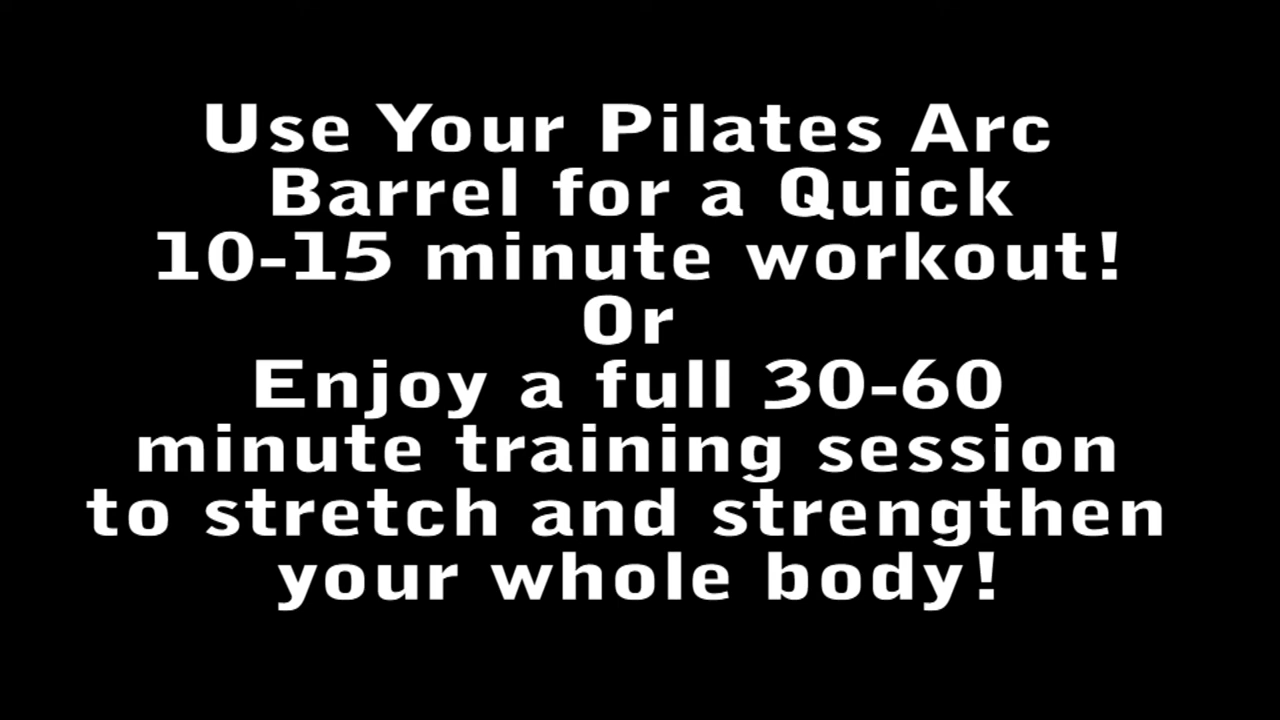 Use Your Pilates Arc
Barrel for a Quick
10-15 minute workout!
Or
Enjoy a full 30-60
minute training session
to stretch and strengthen
your whole body!